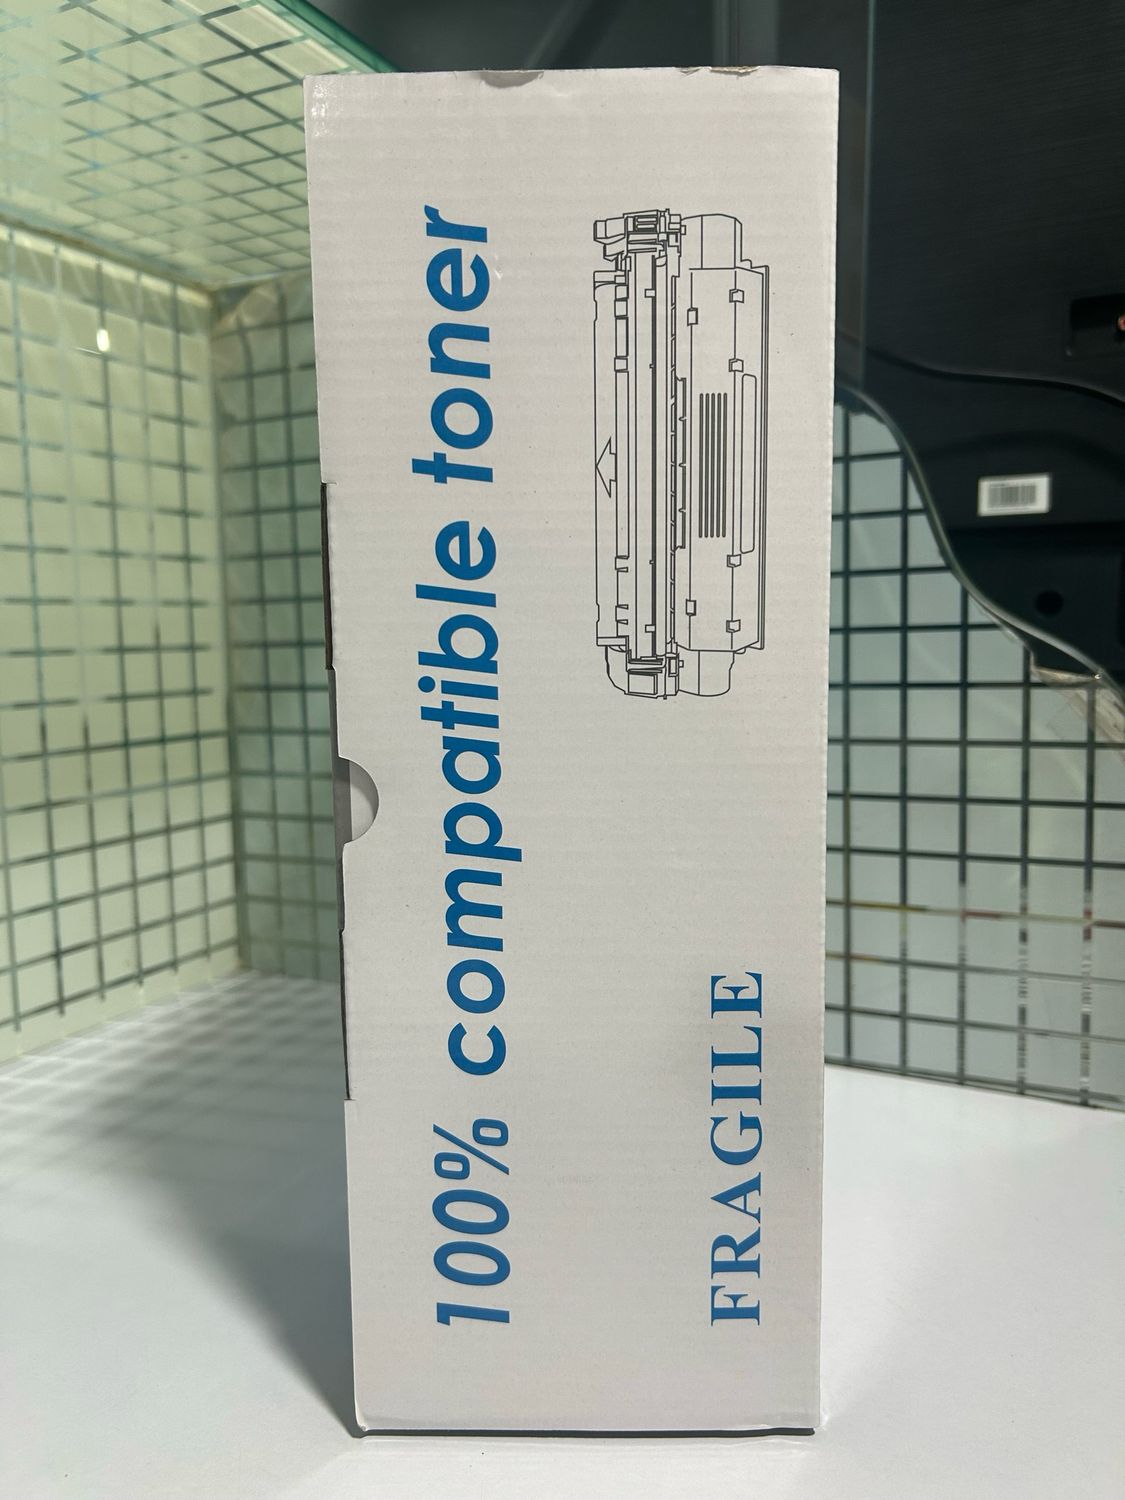 100% compatible toner
FRAGILE